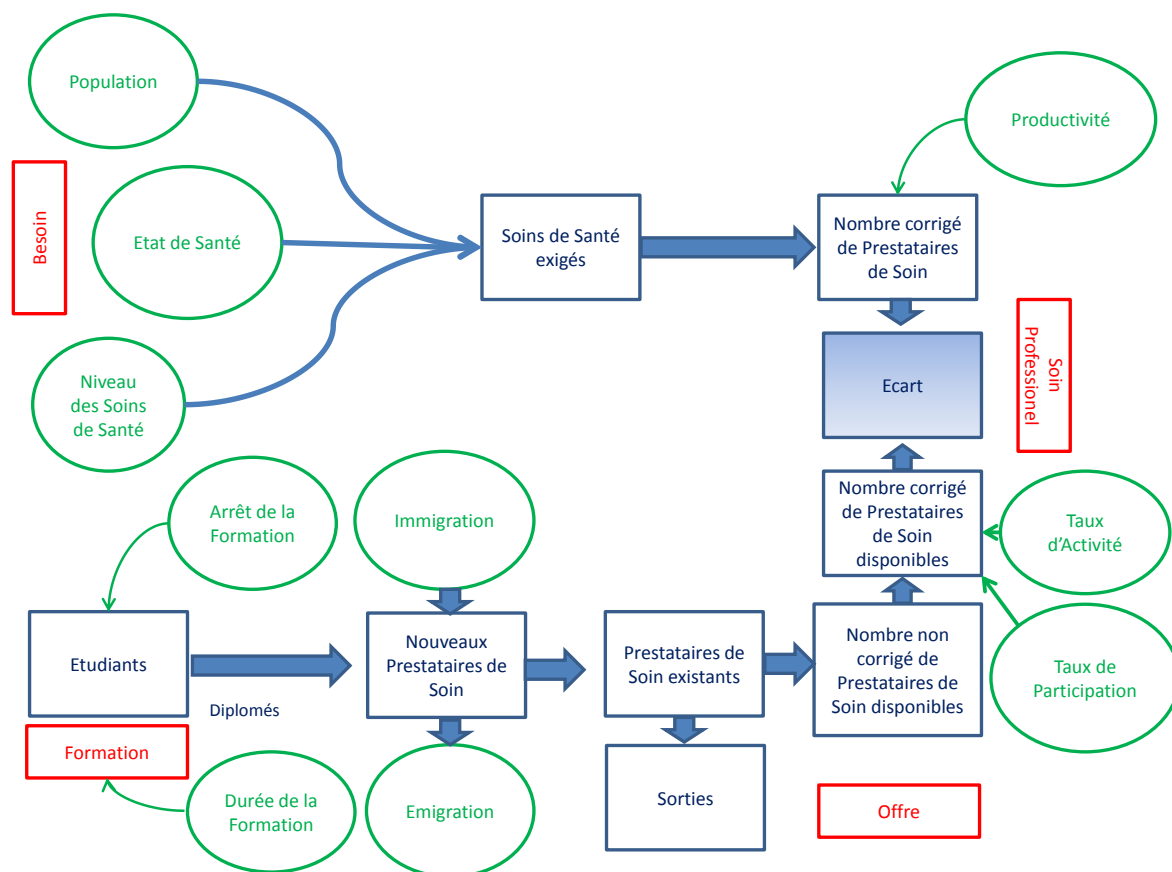 Population
Productivité
Besoin
Etat de Santé
Soins de Santé
exigés
Nombre corrigé
de Prestataires
de Soin
Niveau
des Soins
de Santé
Ecart
Soin
Professionel
Arrêt de la
Formation
Immigration
Nombre corrigé
de Prestataires
de Soin
disponibles
Taux
d’Activité
Etudiants
Diplomés
Nouveaux
Prestataires de
Soin
Prestataires de
Soin existants
Nombre non
corrigé de
Prestataires de
Soin disponibles
Taux de
Participation
Formation
Durée de la
Formation
Emigration
Sorties
Offre